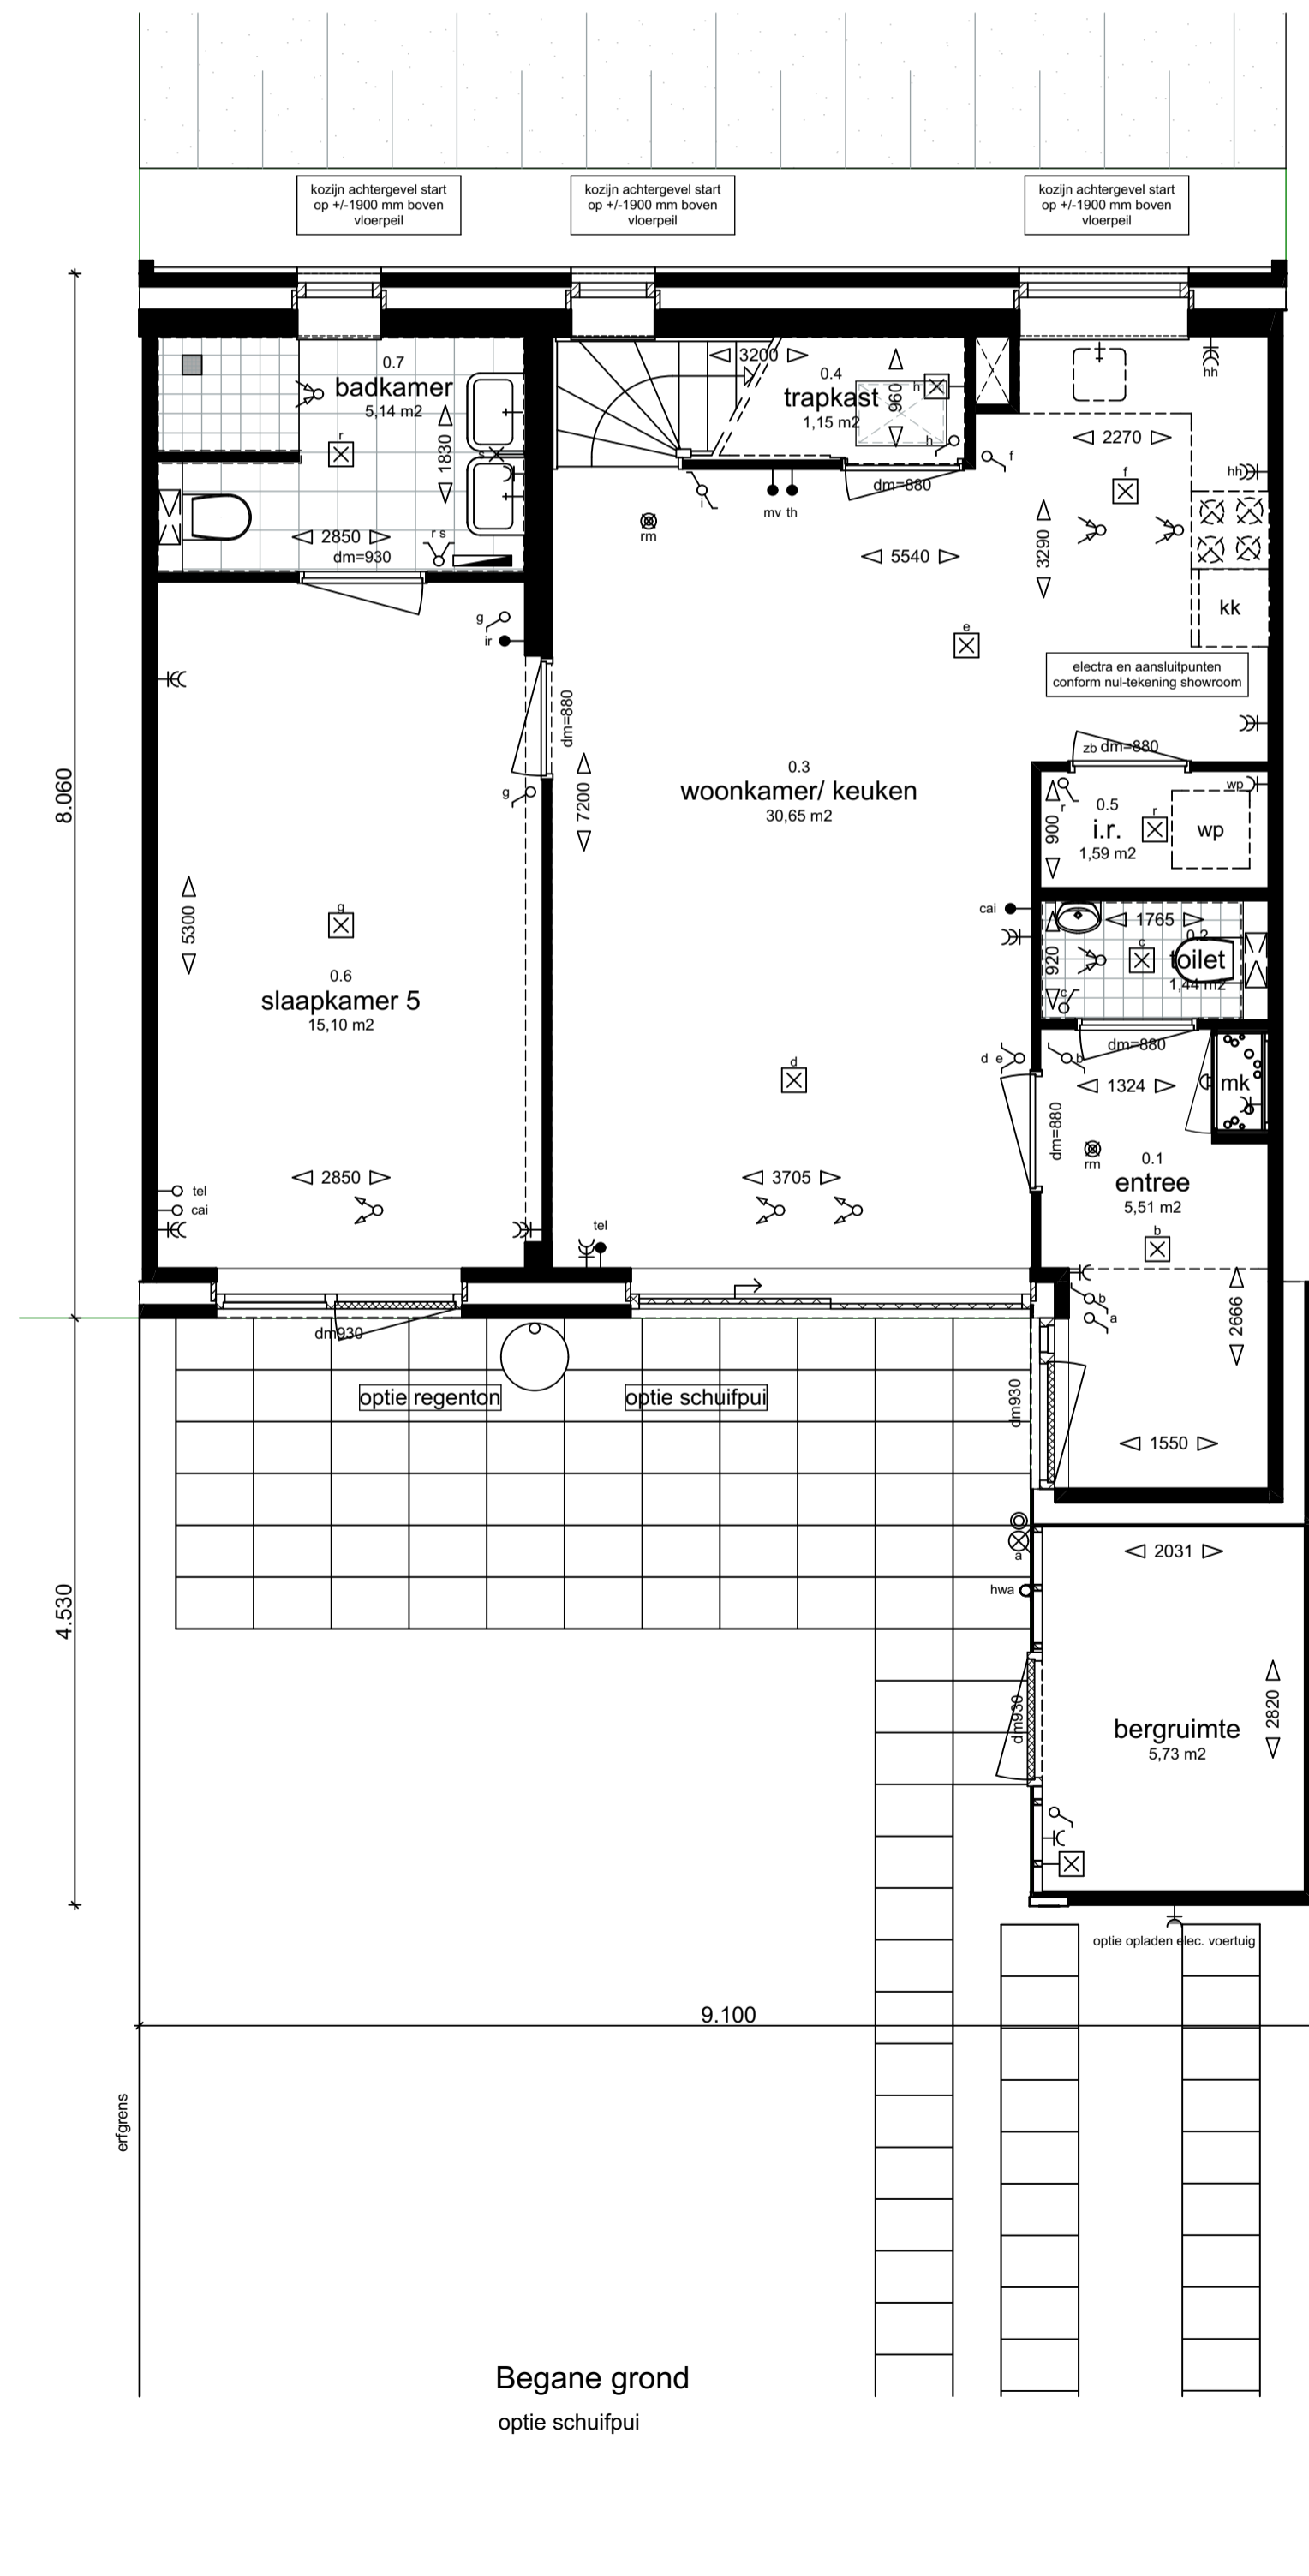 kozijn achtergevel start
op +/-1900 mm boven
vloerpeil
kozijn achtergevel start
op +/-1900 mm boven
vloerpeil
kozijn achtergevel start
op +/-1900 mm boven
vloerpeil
0.7
badkamer
5,14 m2
1830
r
2850
dm=930
r s
3200
0.4
trapkast
1,15 m2
960
h
h
dm=880
i
mv th
rm
f
hh
2270
f
hh
3290
5540
kk
e
electra en aansluitpunten
conform nul-tekening showroom
g
ir
dm=880
g
7200
0.3
woonkamer/ keuken
30,65 m2
zb dm=880
r
900
0.5
i.r.
1,59 m2
r
wp
wp
8.060
5300
g
0.6
slaapkamer 5
15,10 m2
cai
1765
920
c
c
0.2
toilet
1,44 m2
d e
b
dm=880
1324
mk
dm=880
rm
0.1
entree
5,51 m2
b
d
2850
3705
tel
cai
tel
dm930
b
a
2666
optie regenton
optie schuifpui
dm930
1550
a
hwa
2031
4.530
dm930
bergruimte
5,73 m2
2820
optie opladen elec. voertuig
9.100
erfgrens
Begane grond
optie schuifpui